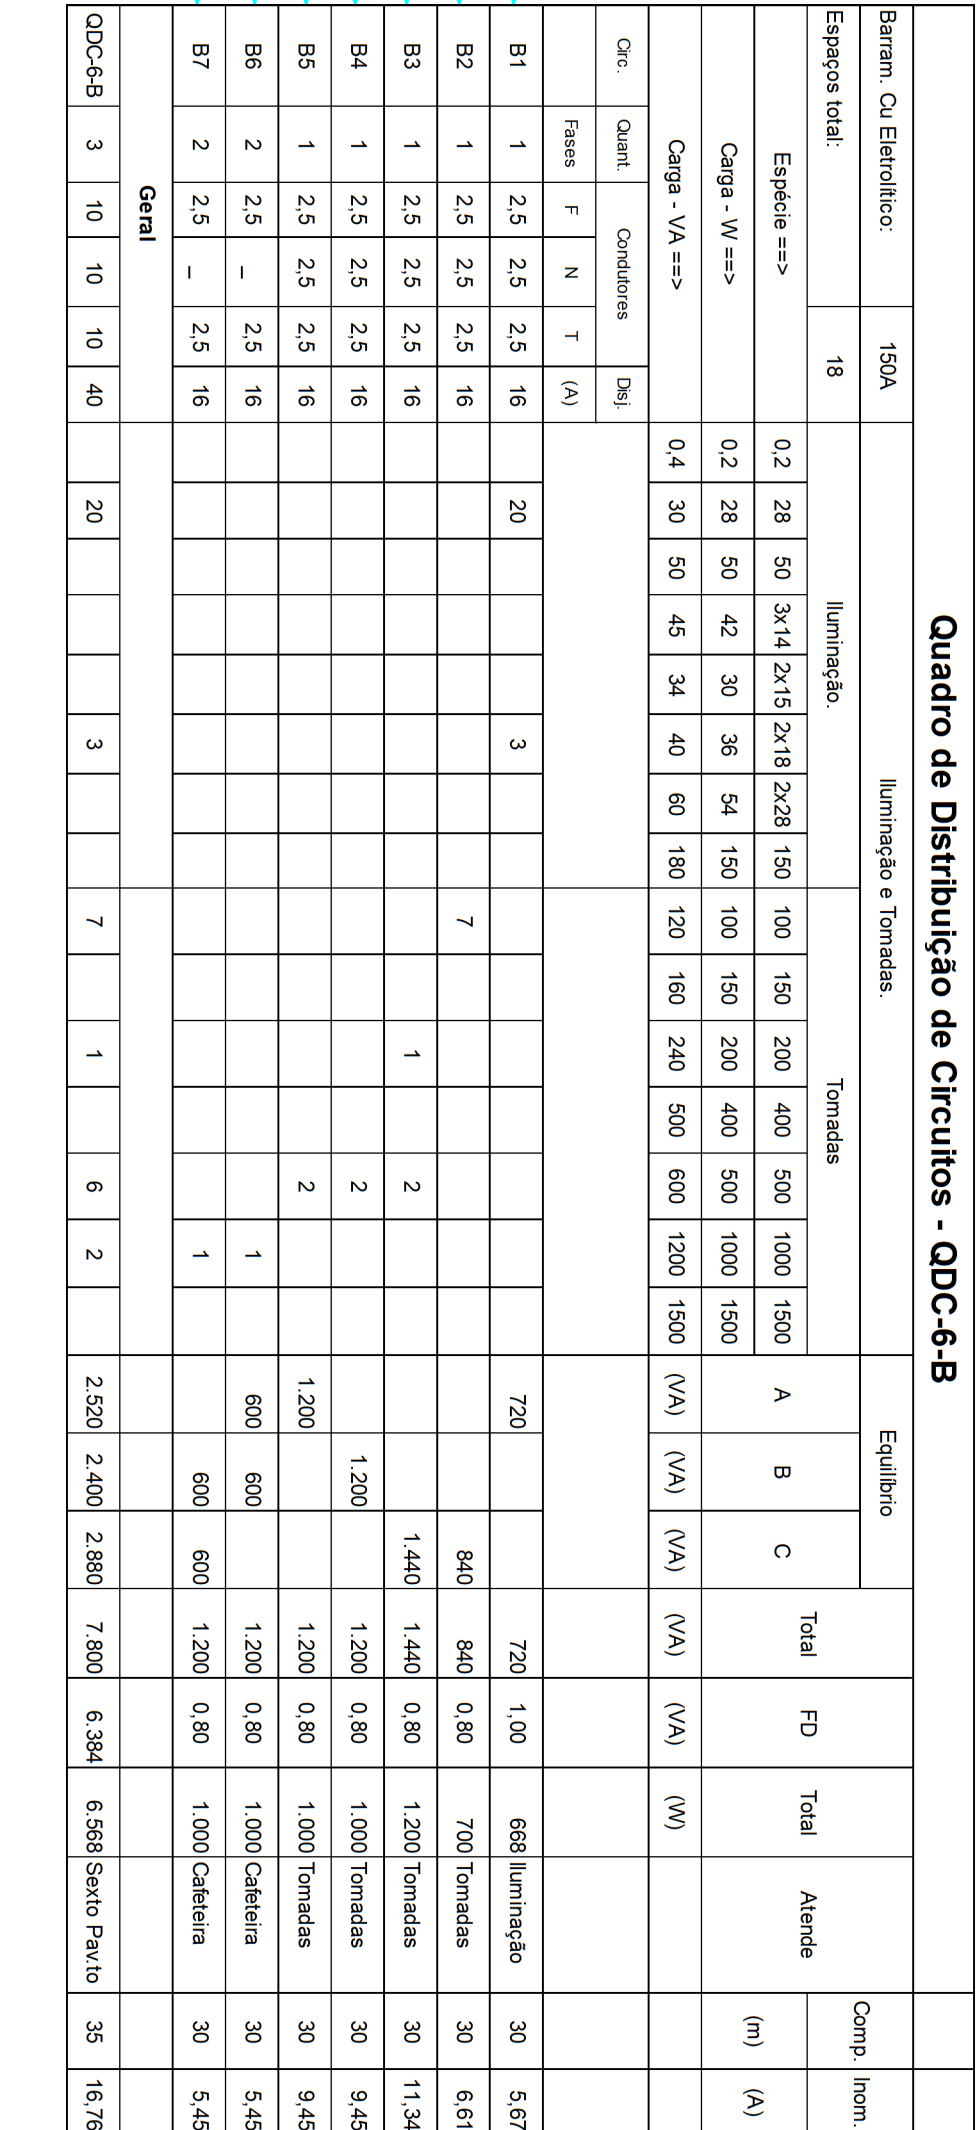 Quadro de Distribuição de Circuitos - QDC-6-B
Barram. Cu Eletrolítico: 150A Iluminação e Tomadas. Equilíbrio Total FD Total Atende Comp. Inom.
Espaços total: 18 Iluminação. Tomadas
Espécie ==> 0,2 28 50 3x14 2x15 2x18 2x28 150 100 150 200 400 500 1000 1500 A B C (m) (A)
Carga - W ==> 0,2 28 50 42 30 36 54 150 100 150 200 400 500 1000 1500
Carga - VA ==> 0,4 30 50 45 34 40 60 180 120 160 240 500 600 1200 1500 (VA) (VA) (VA) (VA) (VA) (W)
Circ. Quant. Condutores Disj.
Fases F N T (A)
B1 1 2,5 2,5 2,5 16 20 3 720 720 1,00 668 Iluminação 30 5,67
B2 1 2,5 2,5 2,5 16 7 840 840 0,80 700 Tomadas 30 6,61
B3 1 2,5 2,5 2,5 16 1 2 1.440 1.440 0,80 1.200 Tomadas 30 11,34
B4 1 2,5 2,5 2,5 16 2 1.200 1.200 0,80 1.000 Tomadas 30 9,45
B5 1 2,5 2,5 2,5 16 2 1.200 1.200 0,80 1.000 Tomadas 30 9,45
B6 2 2,5 – 2,5 16 1 600 600 1.200 0,80 1.000 Cafeteira 30 5,45
B7 2 2,5 – 2,5 16 1 600 600 1.200 0,80 1.000 Cafeteira 30 5,45
Geral
QDC-6-B 3 10 10 10 40 20 3 7 1 6 2 2.520 2.400 2.880 7.800 6.384 6.568 Sexto Pav.to 35 16,76